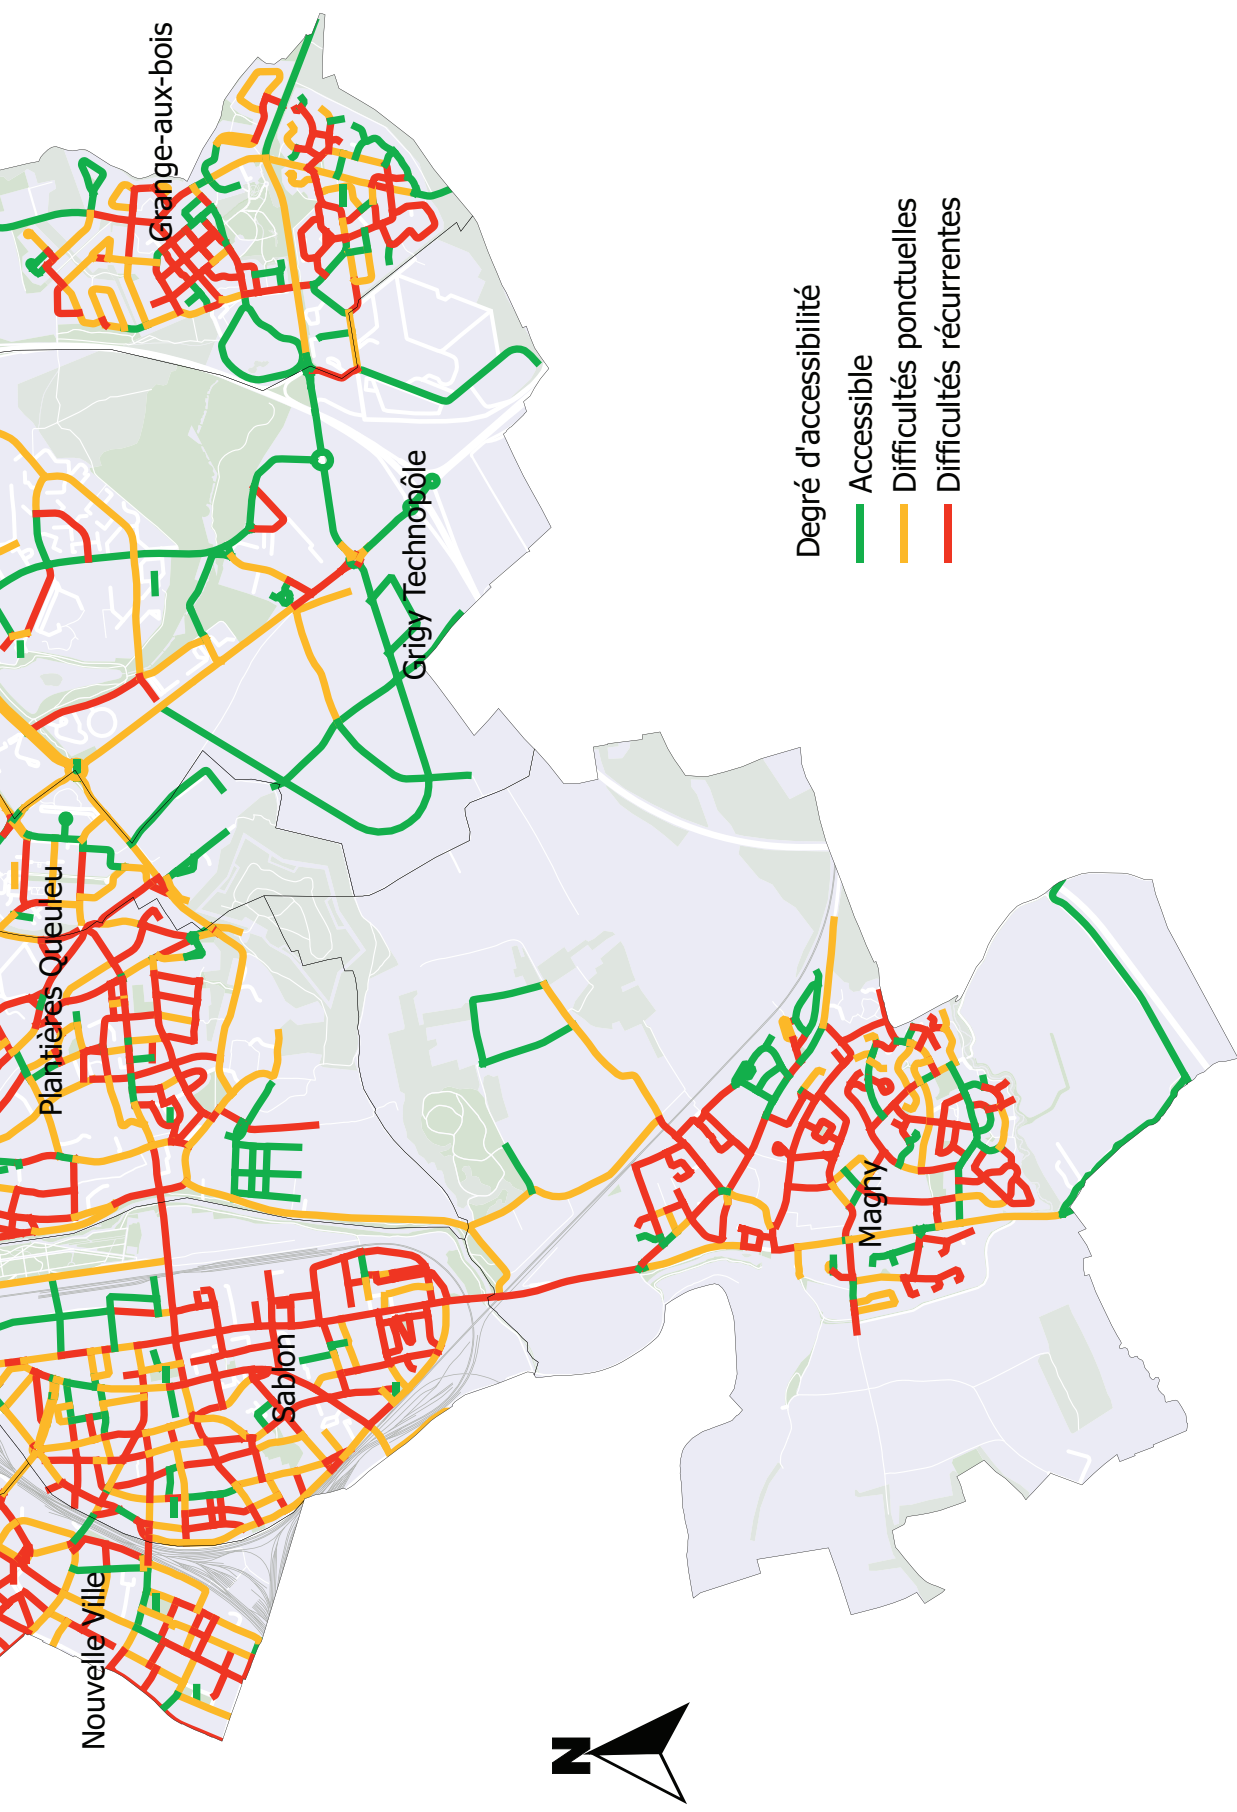 Grange-aux-bois
Grigy Technopôle
Plantières Queuleu
Magny
Sablon
Nouvelle Ville
Degré d'accessibilité
Accessible
Difficultés ponctuelles
Difficultés récurrentes
N